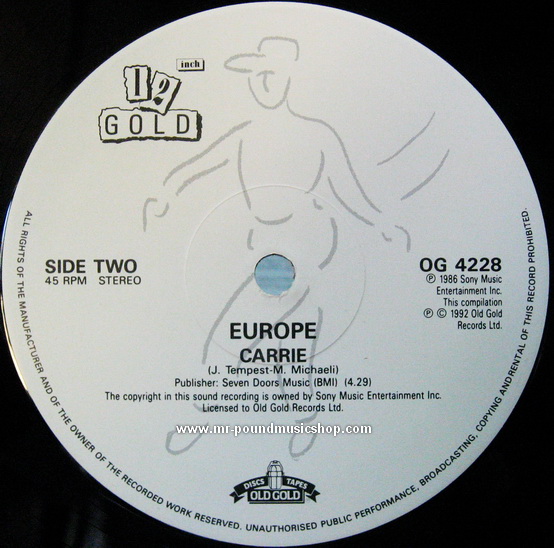 12 inch
GOLD
SIDE TWO
45 RPM STEREO
OG 4228
℗ 1986 Sony Music
Entertainment Inc.
This compilation
℗ © 1992 Old Gold
Records Ltd.
EUROPE
CARRIE
(J. Tempest-M. Michaeli)
Publisher: Seven Doors Music (BMI) (4.29)
The copyright in this sound recording is owned by Sony Music Entertainment Inc.
Licensed to Old Gold Records Ltd.
www.mr-poundmusicshop.com
DISCS TAPES
OLD GOLD
ALL RIGHTS OF THE MANUFACTURER AND OF THE OWNER OF THE RECORDED WORK RESERVED. UNAUTHORISED PUBLIC PERFORMANCE, BROADCASTING, COPYING AND RENTAL OF THIS RECORD PROHIBITED.